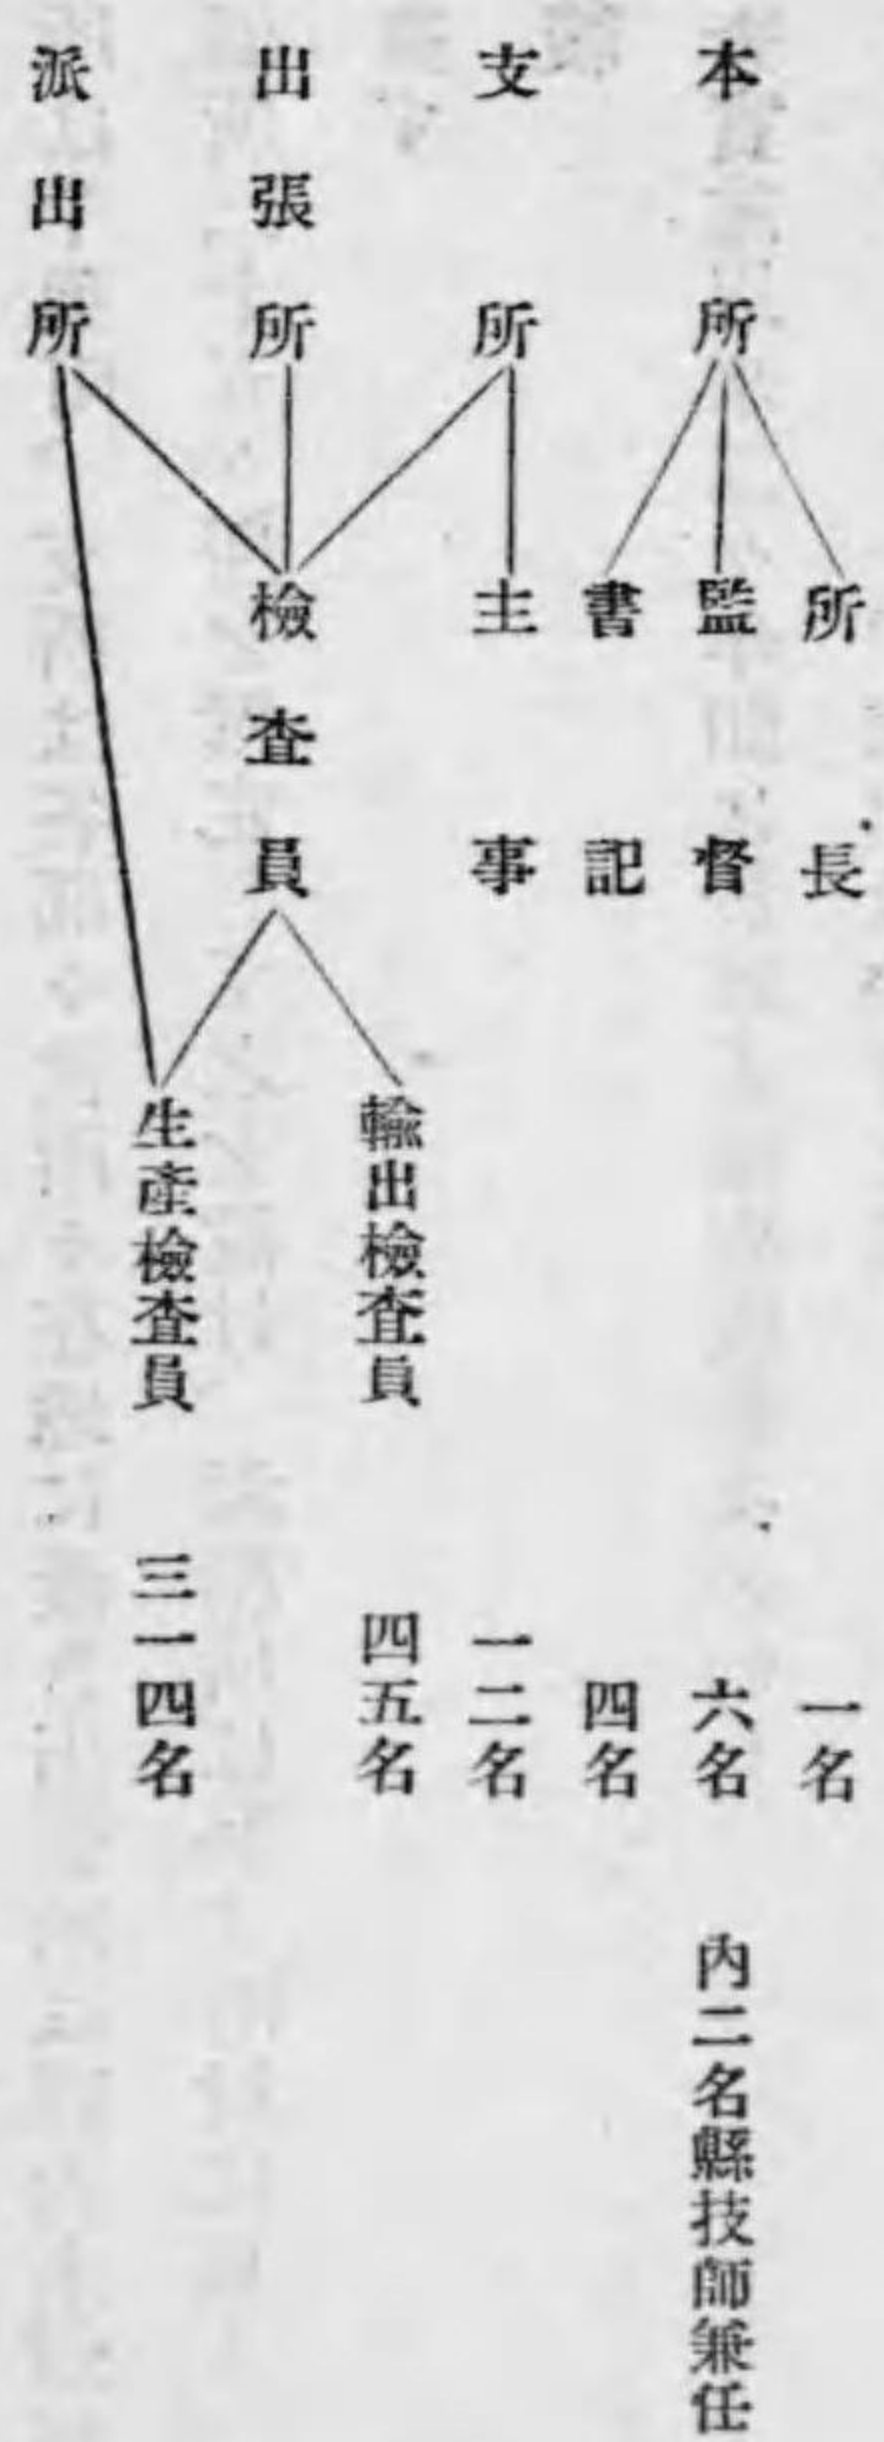 本所
所長 一名
監督 六名 內二名縣技師兼任
書記 四名
支所
主事 一二名
出張所
檢查員
輸出檢查員 四五名
生產檢查員 三一四名
派出所